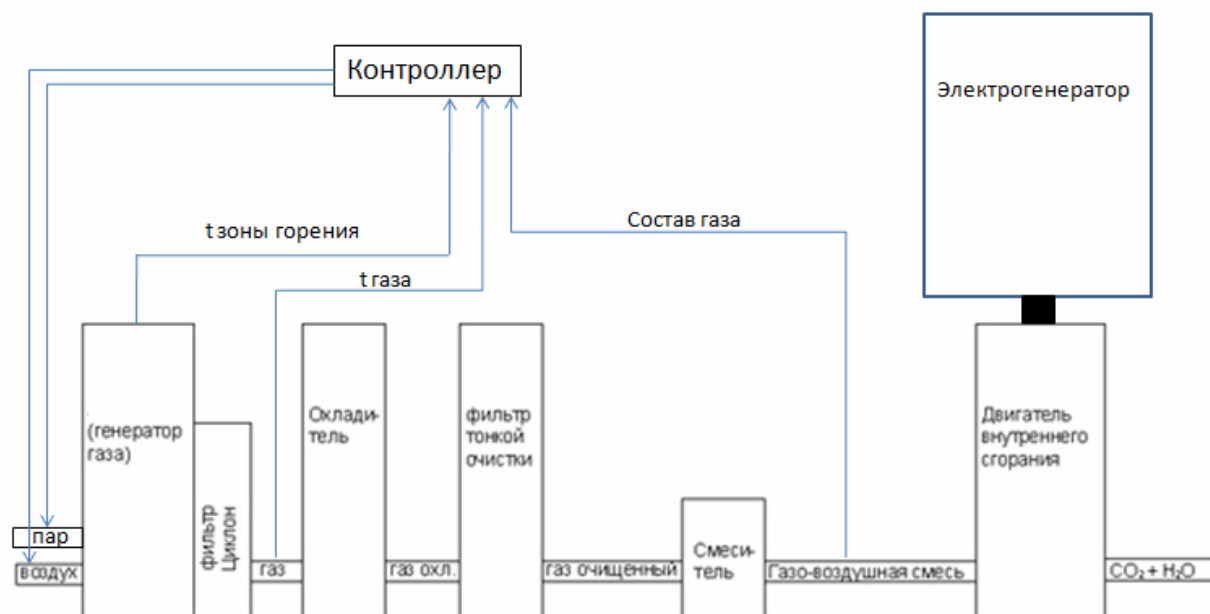 Контроллер
Электрогенератор
t зоны горения
Состав газа
t газа
(генератор
газа)
фильтр
Циклон
Охлади-
тель
фильтр
тонкой
очистки
Смеси-
тель
Двигатель
внутреннего
сгорания
пар
воздух
газ
газ охл.
газ очищенный
Газо-воздушная смесь
CO₂ + H₂O